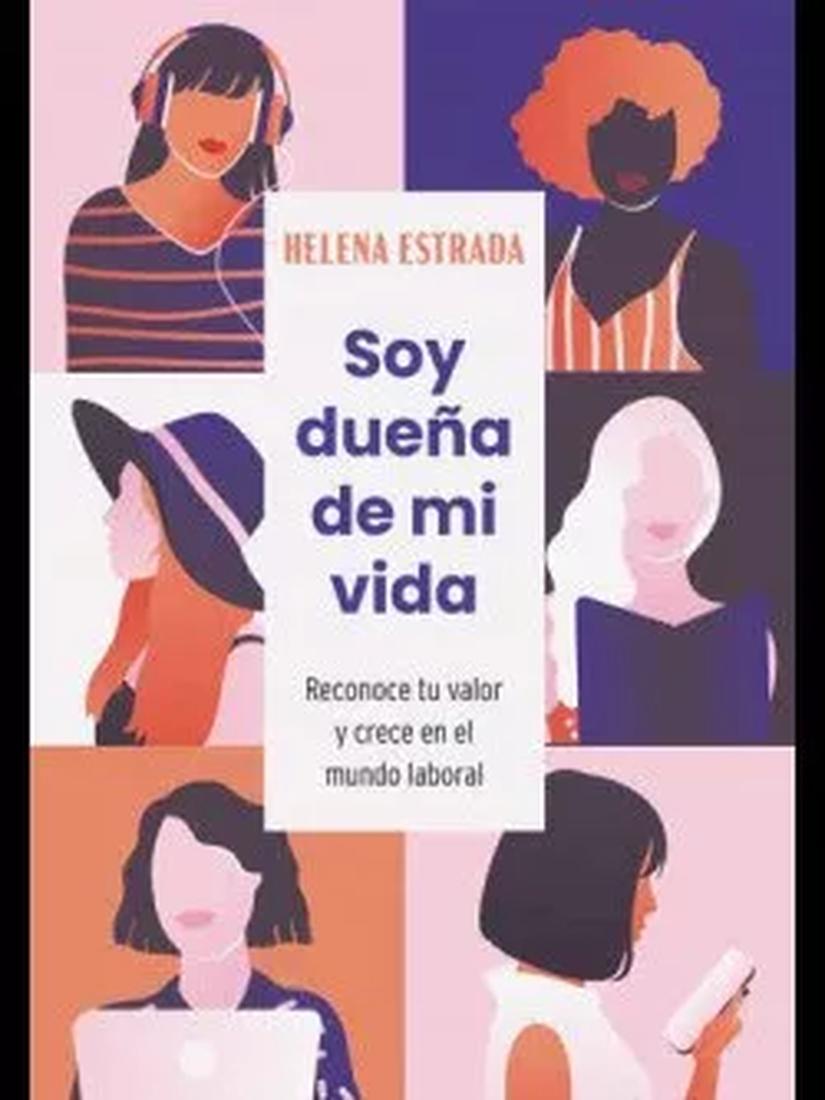 HELENA ESTRADA
Soy
dueña
de mi
vida
Reconoce tu valor
y crece en el
mundo laboral